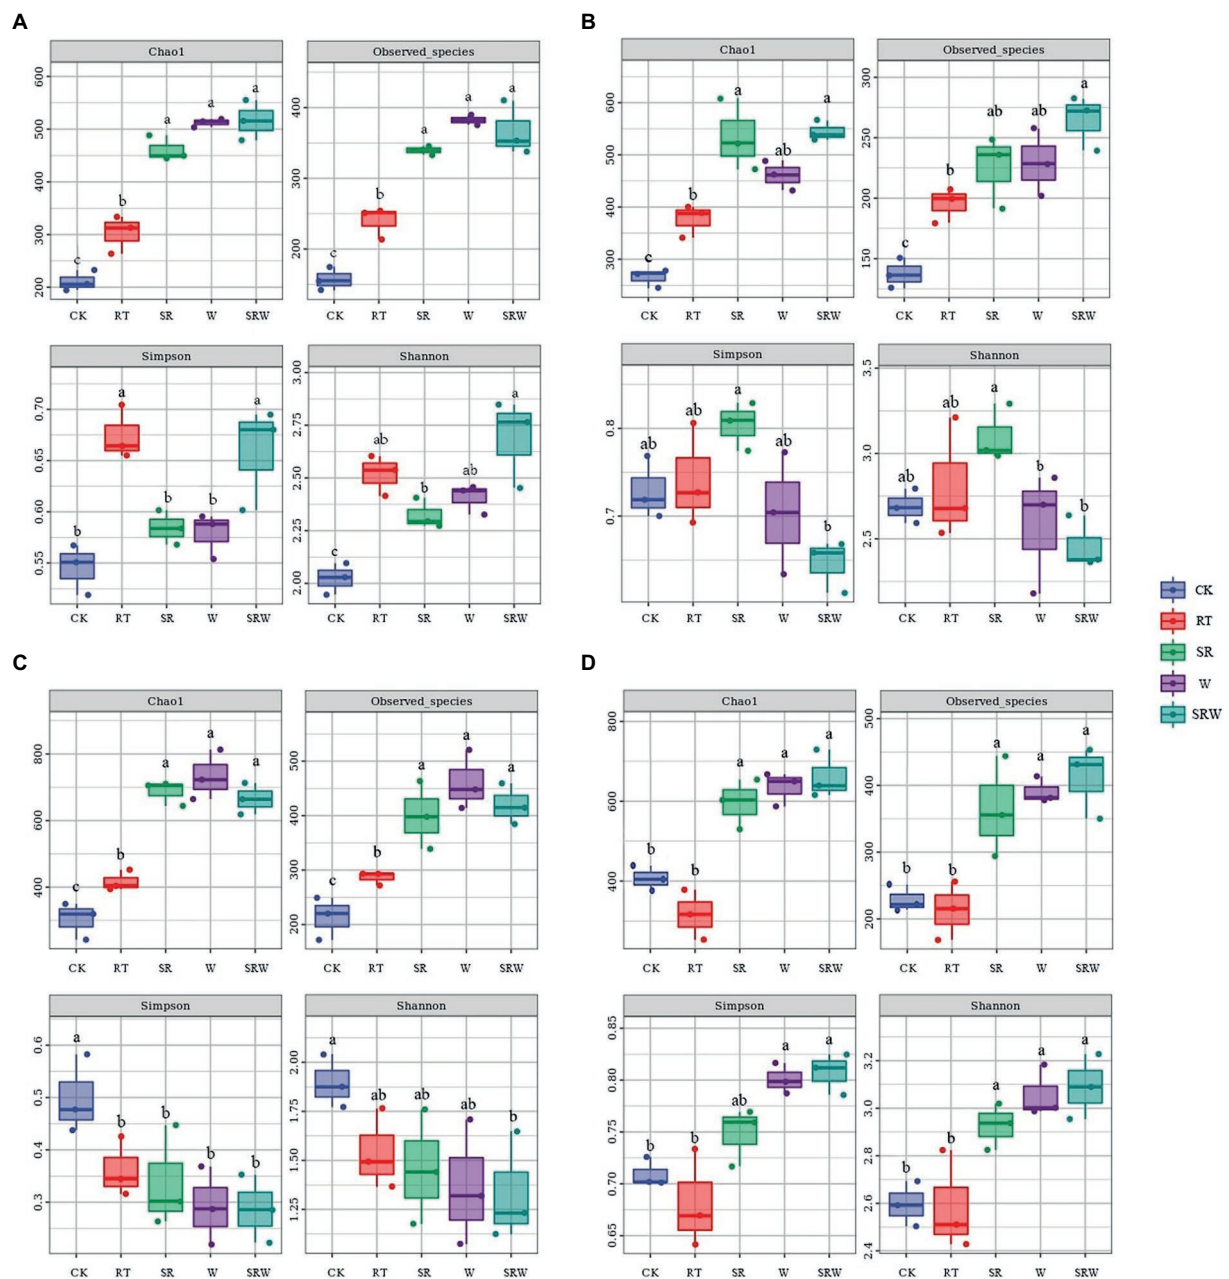 A
B
Chao1
Observed_species
Chao1
Observed_species
600
500
400
300
200
c
b
a
a
a
CK RT SR W SRW
400
300
200
c
b
a
a
a
CK RT SR W SRW
600
500
400
300
c
b
a
ab
a
CK RT SR W SRW
300
250
200
150
c
b
ab
ab
a
CK RT SR W SRW
Simpson
Shannon
Simpson
Shannon
0.70
0.65
0.60
0.55
b
a
b
b
a
CK RT SR W SRW
3.00
2.75
2.50
2.25
2.00
c
ab
b
ab
a
CK RT SR W SRW
0.8
0.7
ab
ab
a
ab
b
CK RT SR W SRW
3.5
3.0
2.5
ab
ab
a
b
b
CK RT SR W SRW
CK
RT
SR
W
SRW
C
D
Chao1
Observed_species
Chao1
Observed_species
800
600
400
c
b
a
a
a
CK RT SR W SRW
500
400
300
200
c
b
a
a
a
CK RT SR W SRW
800
600
400
b
b
a
a
a
CK RT SR W SRW
500
400
300
200
b
b
a
a
a
CK RT SR W SRW
Simpson
Shannon
Simpson
Shannon
0.6
0.5
0.4
0.3
a
b
b
b
b
CK RT SR W SRW
2.00
1.75
1.50
1.25
a
ab
ab
ab
b
CK RT SR W SRW
0.85
0.80
0.75
0.70
0.65
b
b
ab
a
a
CK RT SR W SRW
3.2
3.0
2.8
2.6
2.4
b
b
a
a
a
CK RT SR W SRW